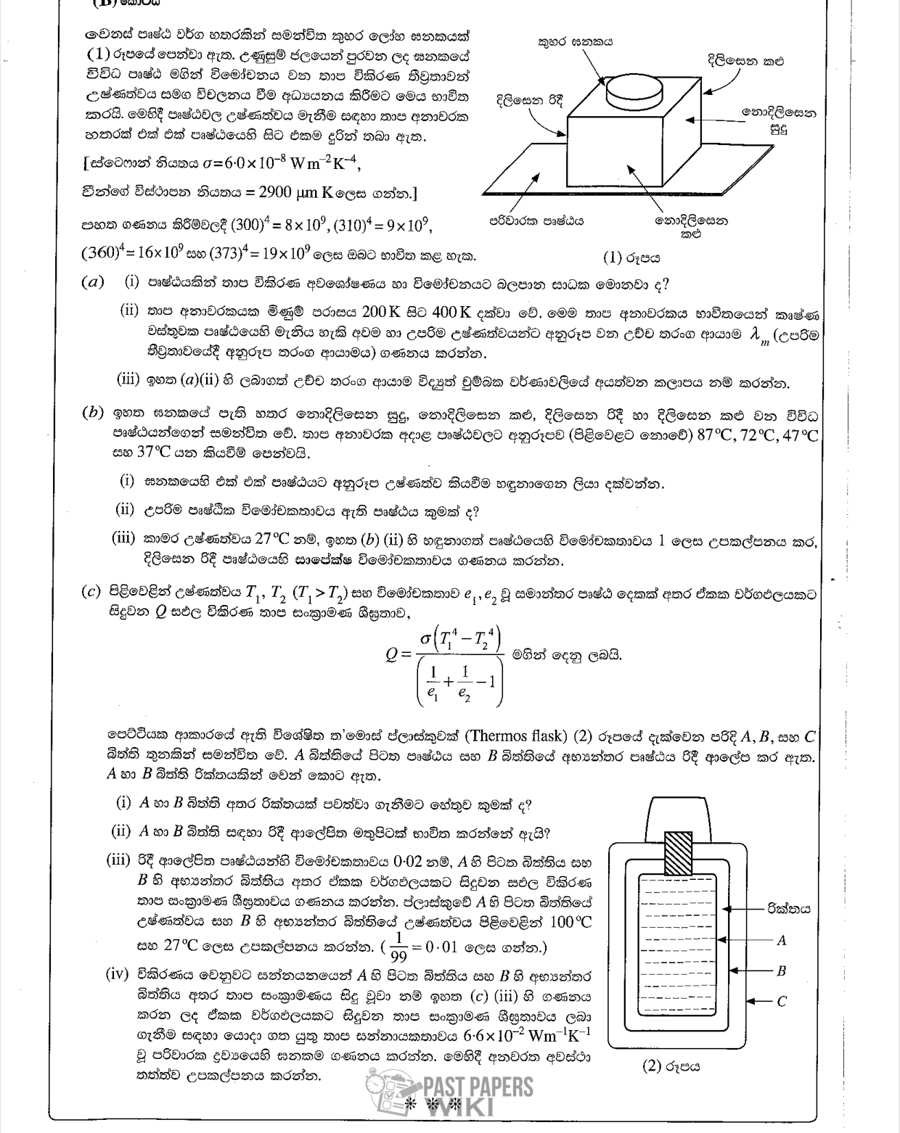 (B) කොටස
වෙනස් පෘෂ්ඨ වර්ග හතරකින් සමන්විත කුහර ලෝහ ඝනකයක්
(1) රූපයේ පෙන්වා ඇත. උණුසුම් ජලයෙන් පුරවන ලද ඝනකයේ
විවිධ පෘෂ්ඨ මගින් විමෝචනය වන තාප විකිරණ තීව්‍රතාවන්
උෂ්ණත්වය සමග විචලනය වීම අධ්‍යයනය කිරීමට මෙය භාවිත
කරයි. මෙහිදී පෘෂ්ඨවල උෂ්ණත්වය මැනීම සඳහා තාප අනාවරක
හතරක් එක් එක් පෘෂ්ඨයෙහි සිට එකම දුරින් තබා ඇත.
[ස්ටෙෆාන් නියතය σ=6·0×10⁻⁸ Wm⁻²K⁻⁴,
වීන්ගේ විස්ථාපන නියතය = 2900 μm K ලෙස ගන්න.]
පහත ගණනය කිරීම්වලදී (300)⁴ = 8×10⁹, (310)⁴ = 9×10⁹,
(360)⁴ = 16×10⁹ සහ (373)⁴ = 19×10⁹ ලෙස ඔබට භාවිත කළ හැක.
කුහර ඝනකය
දිලිසෙන කළු
දිලිසෙන රිදී
නොදිලිසෙන
සුදු
පරිවාරක පෘෂ්ඨය
නොදිලිසෙන
කළු
(1) රූපය
(a) (i) පෘෂ්ඨයකින් තාප විකිරණ අවශෝෂණය හා විමෝචනයට බලපාන සාධක මොනවා ද?
(ii) තාප අනාවරකයක මිණුම් පරාසය 200 K සිට 400 K දක්වා වේ. මෙම තාප අනාවරකය භාවිතයෙන් කෘෂ්ණ
වස්තුවක පෘෂ්ඨයෙහි මැනිය හැකි අවම හා උපරිම උෂ්ණත්වයන්ට අනුරූප වන උච්ච තරංග ආයාම λₘ (උපරිම
තීව්‍රතාවයේදී අනුරූප තරංග ආයාමය) ගණනය කරන්න.
(iii) ඉහත (a)(ii) හි ලබාගත් උච්ච තරංග ආයාම විද්‍යුත් චුම්බක වර්ණාවලියේ අයත්වන කලාපය නම් කරන්න.
(b) ඉහත ඝනකයේ පැති හතර නොදිලිසෙන සුදු, නොදිලිසෙන කළු, දිලිසෙන රිදී හා දිලිසෙන කළු වන විවිධ
පෘෂ්ඨයන්ගෙන් සමන්විත වේ. තාප අනාවරක අදාළ පෘෂ්ඨවලට අනුරූපව (පිළිවෙළට නොවේ) 87 °C, 72 °C, 47 °C
සහ 37 °C යන කියවීම් පෙන්වයි.
(i) ඝනකයෙහි එක් එක් පෘෂ්ඨයට අනුරූප උෂ්ණත්ව කියවීම හඳුනාගෙන ලියා දක්වන්න.
(ii) උපරිම පෘෂ්ඨික විමෝචකතාවය ඇති පෘෂ්ඨය කුමක් ද?
(iii) කාමර උෂ්ණත්වය 27 °C නම්, ඉහත (b) (ii) හි හඳුනාගත් පෘෂ්ඨයෙහි විමෝචකතාවය 1 ලෙස උපකල්පනය කර,
දිලිසෙන රිදී පෘෂ්ඨයෙහි සාපේක්ෂ විමෝචකතාවය ගණනය කරන්න.
(c) පිළිවෙළින් උෂ්ණත්වය T₁, T₂ (T₁ > T₂) සහ විමෝචකතාව e₁, e₂ වූ සමාන්තර පෘෂ්ඨ දෙකක් අතර ඒකක වර්ගඵලයකට
සිදුවන Q සඵල විකිරණ තාප සංක්‍රාමණ ශීඝ්‍රතාව,
Q = σ(T₁⁴ − T₂⁴) / (1/e₁ + 1/e₂ − 1) මගින් දෙනු ලබයි.
පෙට්ටියක ආකාරයේ ඇති විශේෂිත ත'මොස් ප්ලාස්කුවක් (Thermos flask) (2) රූපයේ දැක්වෙන පරිදි A, B, සහ C
බිත්ති තුනකින් සමන්විත වේ. A බිත්තියේ පිටත පෘෂ්ඨය සහ B බිත්තියේ අභ්‍යන්තර පෘෂ්ඨය රිදී ආලේප කර ඇත.
A හා B බිත්ති රික්තයකින් වෙන් කොට ඇත.
(i) A හා B බිත්ති අතර රික්තයක් පවත්වා ගැනීමට හේතුව කුමක් ද?
(ii) A හා B බිත්ති සඳහා රිදී ආලේපිත මතුපිටක් භාවිත කරන්නේ ඇයි?
(iii) රිදී ආලේපිත පෘෂ්ඨයන්හි විමෝචකතාවය 0·02 නම්, A හි පිටත බිත්තිය සහ
B හි අභ්‍යන්තර බිත්තිය අතර ඒකක වර්ගඵලයකට සිදුවන සඵල විකිරණ
තාප සංක්‍රාමණ ශීඝ්‍රතාවය ගණනය කරන්න. ප්ලාස්කුවේ A හි පිටත බිත්තියේ
උෂ්ණත්වය සහ B හි අභ්‍යන්තර බිත්තියේ උෂ්ණත්වය පිළිවෙළින් 100 °C
සහ 27 °C ලෙස උපකල්පනය කරන්න. (1/99 = 0·01 ලෙස ගන්න.)
(iv) විකිරණය වෙනුවට සන්නයනයෙන් A හි පිටත බිත්තිය සහ B හි අභ්‍යන්තර
බිත්තිය අතර තාප සංක්‍රාමණය සිදු වූවා නම් ඉහත (c) (iii) හි ගණනය
කරන ලද ඒකක වර්ගඵලයකට සිදුවන තාප සංක්‍රාමණ ශීඝ්‍රතාවය ලබා
ගැනීම සඳහා යොදා ගත යුතු තාප සන්නායකතාවය 6·6×10⁻² Wm⁻¹K⁻¹
වූ පරිවාරක ද්‍රව්‍යයෙහි ඝනකම ගණනය කරන්න. මෙහිදී අනවරත අවස්ථා
තත්ත්ව උපකල්පනය කරන්න.
රික්තය
A
B
C
(2) රූපය
PAST PAPERS
WIKI
* * *